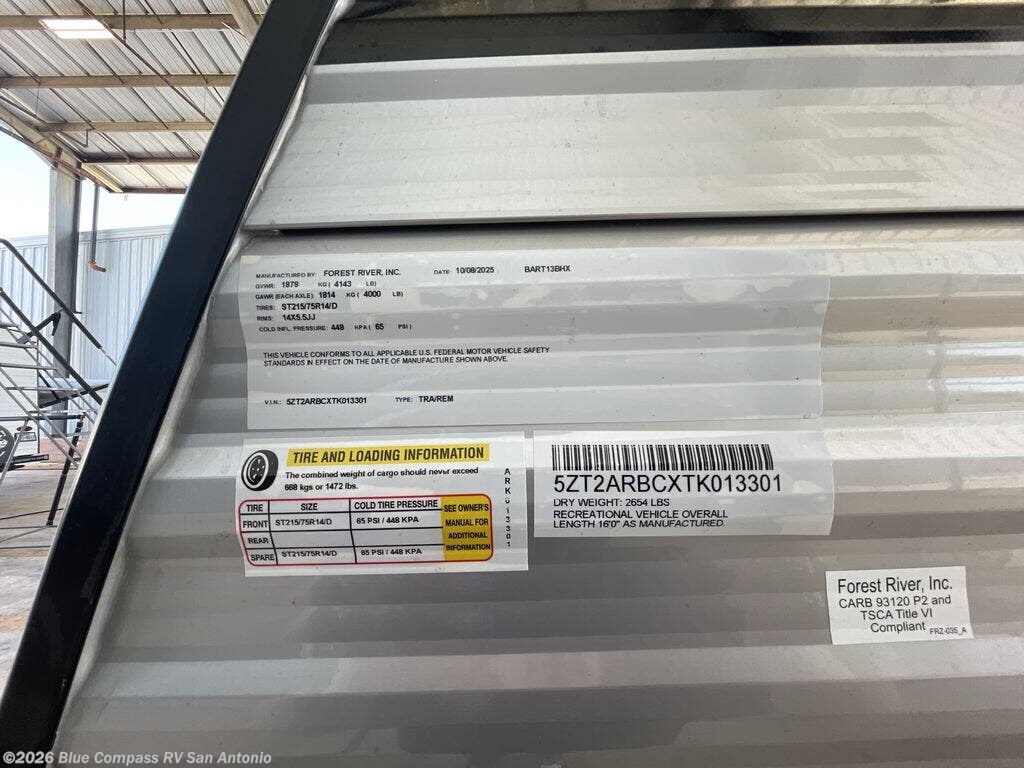 MANUFACTURED BY: FOREST RIVER, INC. DATE: 10/08/2025 BART13BHX
GVWR: 1879 KG ( 4143 LB)
GAWR (EACH AXLE): 1814 KG ( 4000 LB)
TIRES: ST215/75R14/D
RIMS: 14X5.5JJ
COLD INFL. PRESSURE: 448 KPA ( 65 PSI )
THIS VEHICLE CONFORMS TO ALL APPLICABLE U.S. FEDERAL MOTOR VEHICLE SAFETY
STANDARDS IN EFFECT ON THE DATE OF MANUFACTURE SHOWN ABOVE.
V.I.N.: 5ZT2ARBCXTK013301 TYPE: TRA/REM
TIRE AND LOADING INFORMATION
The combined weight of cargo should never exceed
668 kgs or 1472 lbs.
TIRE SIZE COLD TIRE PRESSURE
FRONT ST215/75R14/D 65 PSI / 448 KPA
REAR
SPARE ST215/75R14/D 65 PSI / 448 KPA
SEE OWNER'S
MANUAL FOR
ADDITIONAL
INFORMATION
ARK013301
5ZT2ARBCXTK013301
DRY WEIGHT: 2654 LBS
RECREATIONAL VEHICLE OVERALL
LENGTH 16'0" AS MANUFACTURED.
Forest River, Inc.
CARB 93120 P2 and
TSCA Title VI
Compliant FRZ-035_A
©2026 Blue Compass RV San Antonio